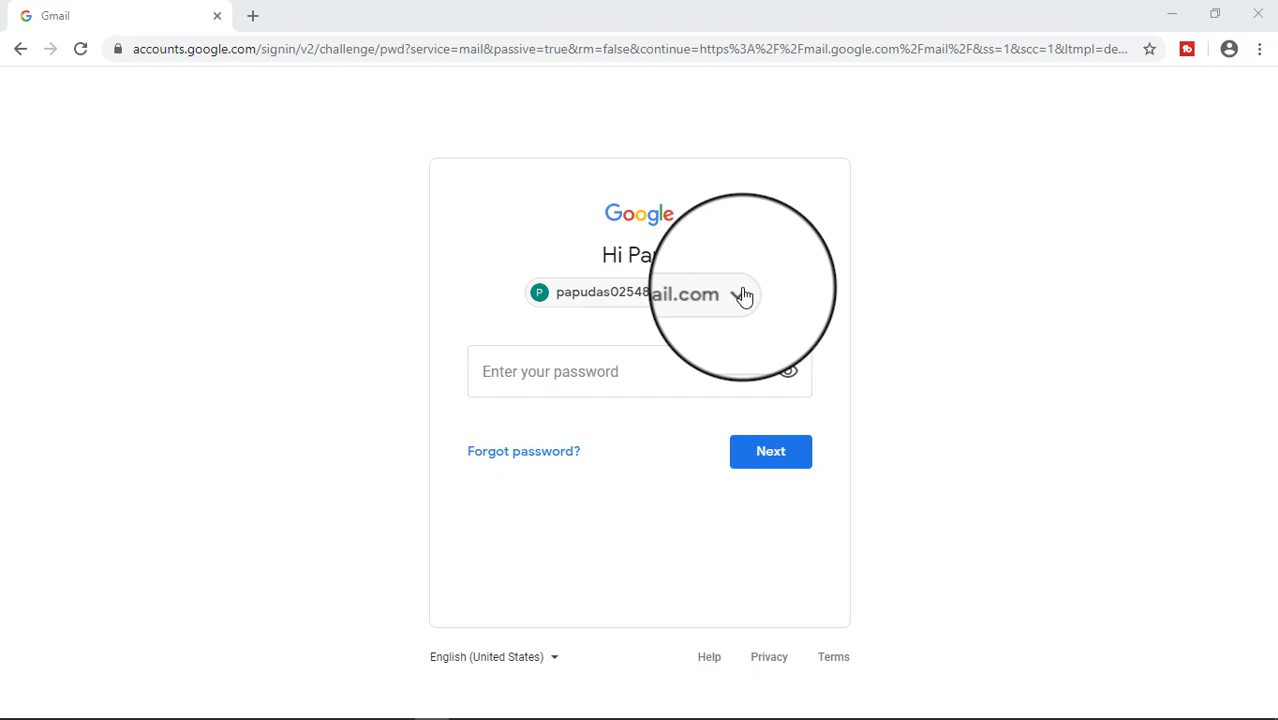 Gmail
accounts.google.com/signin/v2/challenge/pwd?service=mail&passive=true&rm=false&continue=https%3A%2F%2Fmail.google.com%2Fmail%2F&ss=1&scc=1&ltmpl=de...
Google
Hi
P papudas02548 ail.com
Enter your password
Forgot password? Next
English (United States) Help Privacy Terms